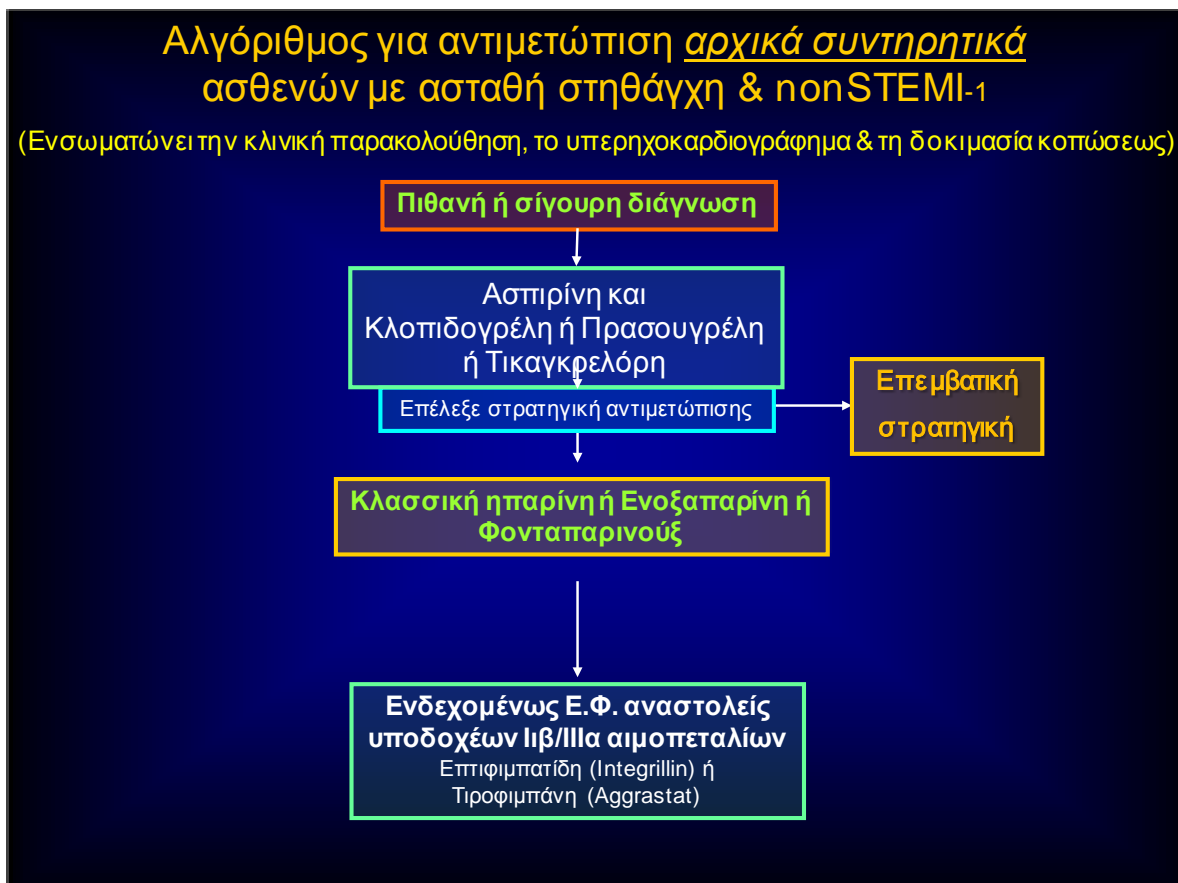 Αλγόριθμος για αντιμετώπιση αρχικά συντηρητικά
ασθενών με ασταθή στηθάγχη & nonSTEMI-1
(Ενσωματώνει την κλινική παρακολούθηση, το υπερηχοκαρδιογράφημα & τη δοκιμασία κοπώσεως)
Πιθανή ή σίγουρη διάγνωση
Ασπιρίνη και
Κλοπιδογρέλη ή Πρασουγρέλη
ή Τικαγκρελόρη
Επέλεξε στρατηγική αντιμετώπισης
Επεμβατική
στρατηγική
Κλασσική ηπαρίνη ή Ενοξαπαρίνη ή
Φονταπαρινούξ
Ενδεχομένως Ε.Φ. αναστολείς
υποδοχέων Ιιβ/ΙΙΙα αιμοπεταλίων
Επτιφιμπατίδη (Integrillin) ή
Τιροφιμπάνη (Aggrastat)